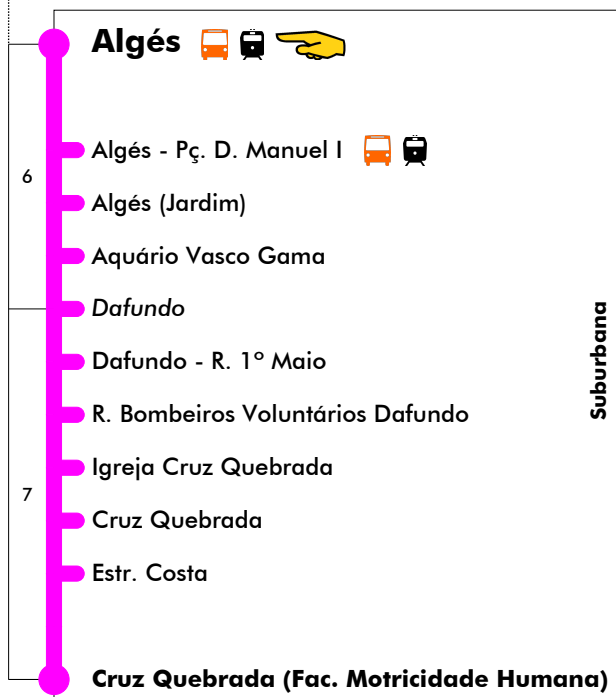 Algés
Algés - Pç. D. Manuel I
6
Algés (Jardim)
Aquário Vasco Gama
Dafundo
Suburbana
Dafundo - R. 1º Maio
R. Bombeiros Voluntários Dafundo
Igreja Cruz Quebrada
7
Cruz Quebrada
Estr. Costa
Cruz Quebrada (Fac. Motricidade Humana)